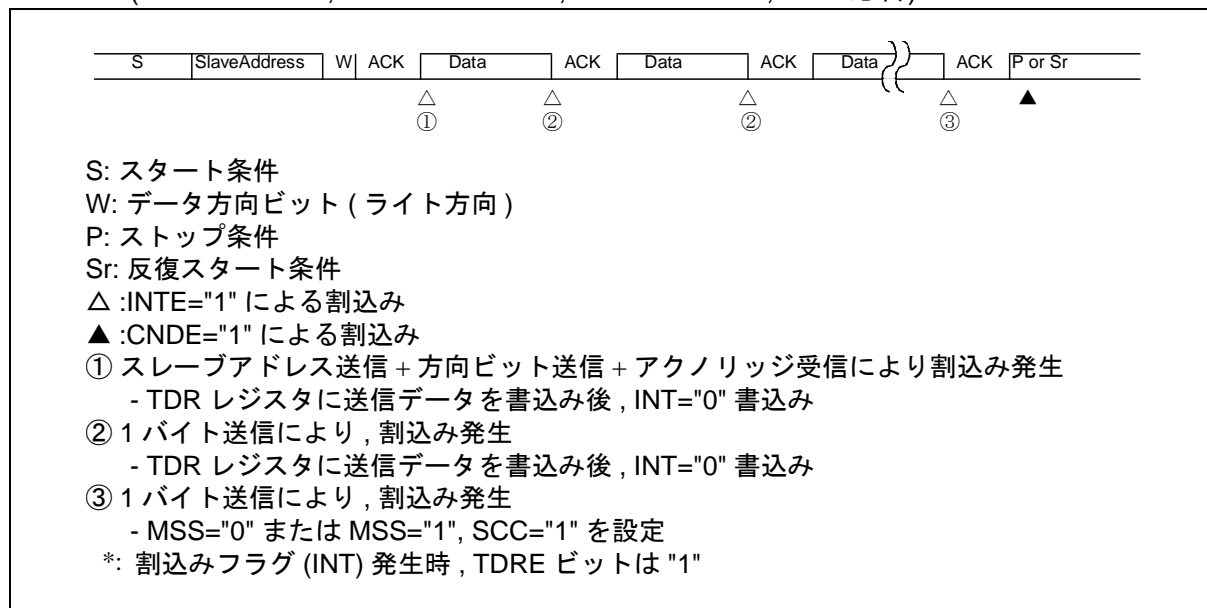 S SlaveAddress W ACK Data ACK Data ACK Data ACK P or Sr
△ △ △ △ ▲
① ② ② ③
S: スタート条件
W: データ方向ビット ( ライト方向 )
P: ストップ条件
Sr: 反復スタート条件
△ :INTE="1" による割込み
▲ :CNDE="1" による割込み
① スレーブアドレス送信 + 方向ビット送信 + アクノリッジ受信により割込み発生
- TDR レジスタに送信データを書込み後 , INT="0" 書込み
② 1 バイト送信により , 割込み発生
- TDR レジスタに送信データを書込み後 , INT="0" 書込み
③ 1 バイト送信により , 割込み発生
- MSS="0" または MSS="1", SCC="1" を設定
*: 割込みフラグ (INT) 発生時 , TDRE ビットは "1"